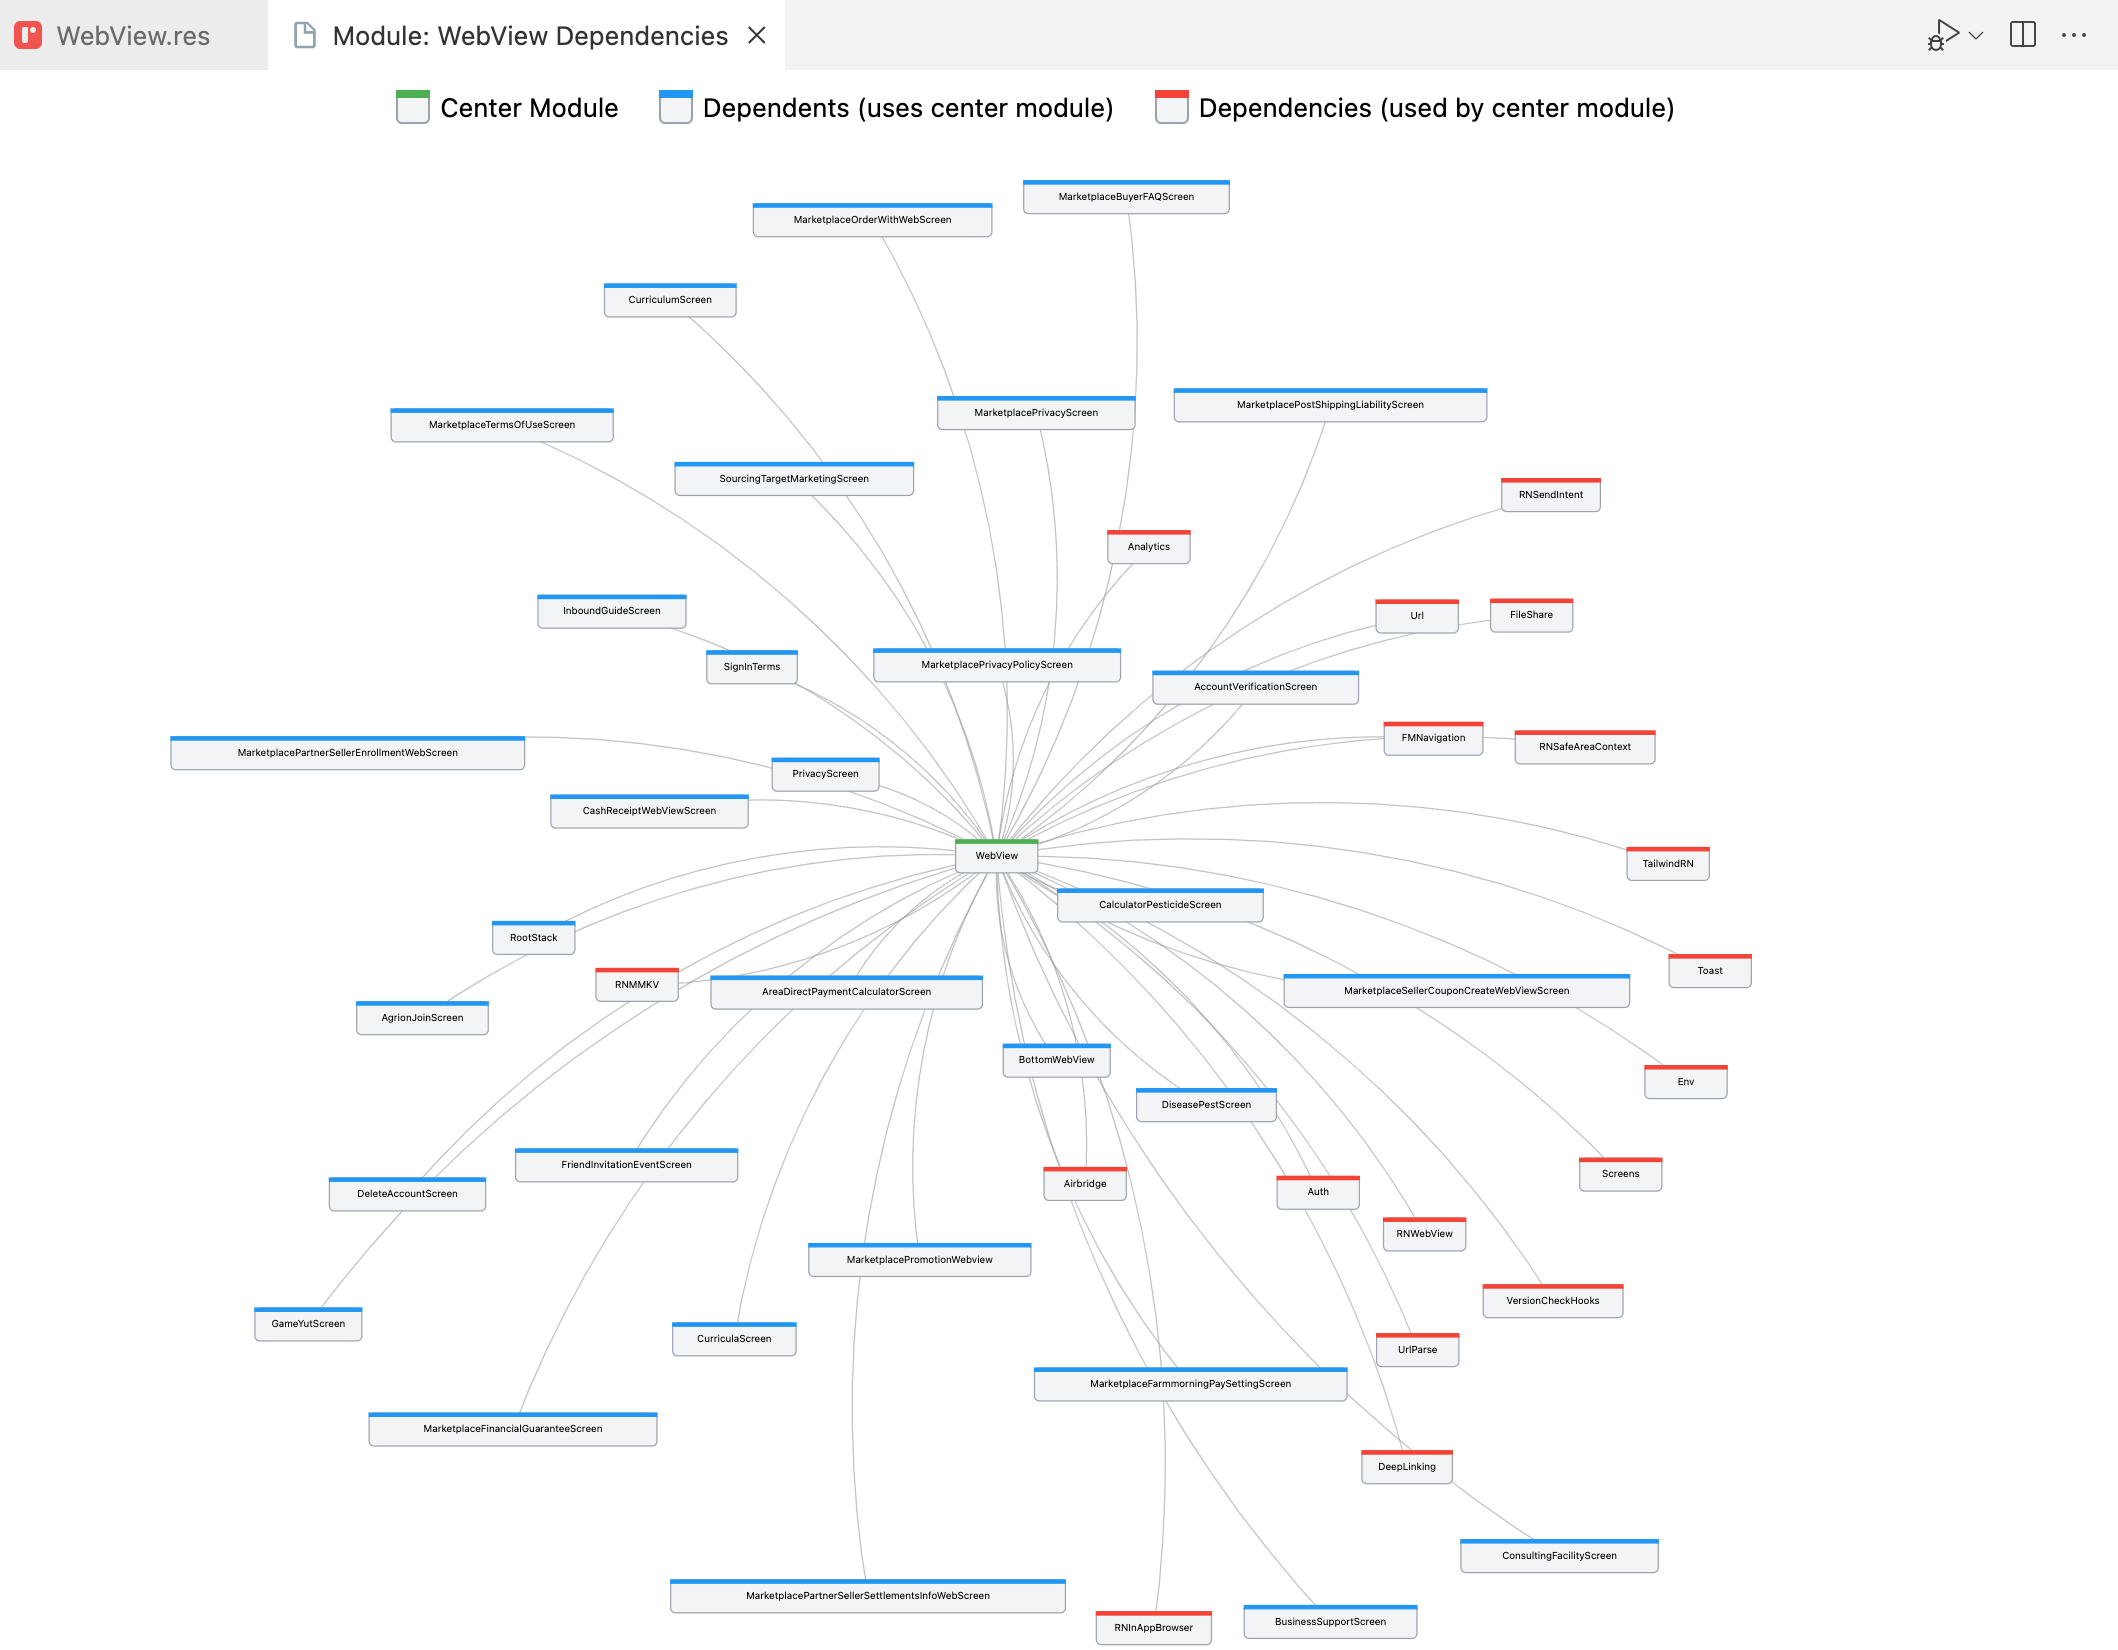 WebView.res
Module: WebView Dependencies
Center Module
Dependents (uses center module)
Dependencies (used by center module)
MarketplaceBuyerFAQScreen
MarketplaceOrderWithWebScreen
CurriculumScreen
MarketplacePostShippingLiabilityScreen
MarketplacePrivacyScreen
MarketplaceTermsOfUseScreen
SourcingTargetMarketingScreen
RNSendIntent
Analytics
InboundGuideScreen
Url
FileShare
SignInTerms
MarketplacePrivacyPolicyScreen
AccountVerificationScreen
FMNavigation
RNSafeAreaContext
MarketplacePartnerSellerEnrollmentWebScreen
PrivacyScreen
CashReceiptWebViewScreen
WebView
TailwindRN
CalculatorPesticideScreen
RootStack
Toast
RNMMKV
AreaDirectPaymentCalculatorScreen
MarketplaceSellerCouponCreateWebViewScreen
AgrionJoinScreen
BottomWebView
Env
DiseasePestScreen
FriendInvitationEventScreen
Screens
Airbridge
DeleteAccountScreen
Auth
RNWebView
MarketplacePromotionWebview
VersionCheckHooks
GameYutScreen
CurriculaScreen
UrlParse
MarketplaceFarmmorningPaySettingScreen
MarketplaceFinancialGuaranteeScreen
DeepLinking
ConsultingFacilityScreen
MarketplacePartnerSellerSettlementsInfoWebScreen
BusinessSupportScreen
RNInAppBrowser